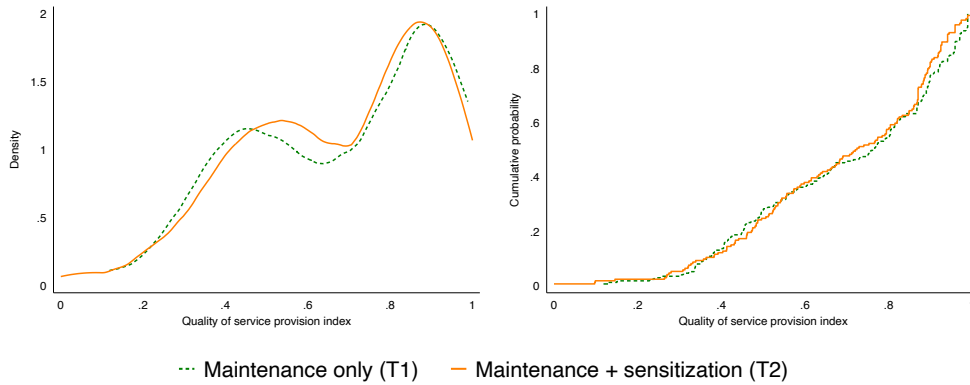 Density
2
1.5
1
.5
0
0 .2 .4 .6 .8 1
Quality of service provision index
Cumulative probability
1
.8
.6
.4
.2
0
0 .2 .4 .6 .8
Quality of service provision index
Maintenance only (T1) Maintenance + sensitization (T2)